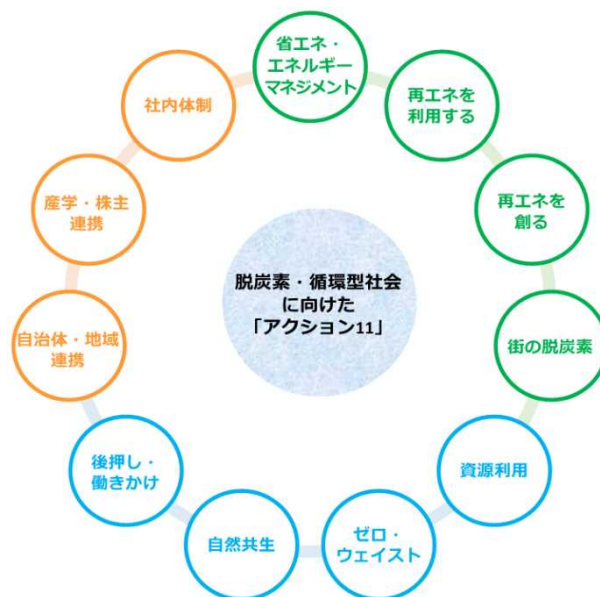 脱炭素・循環型社会
に向けた
「アクション11」
省エネ・
エネルギー
マネジメント
再エネを
利用する
再エネを
創る
街の脱炭素
資源利用
ゼロ・
ウェイスト
自然共生
後押し・
働きかけ
自治体・地域
連携
産学・株主
連携
社内体制